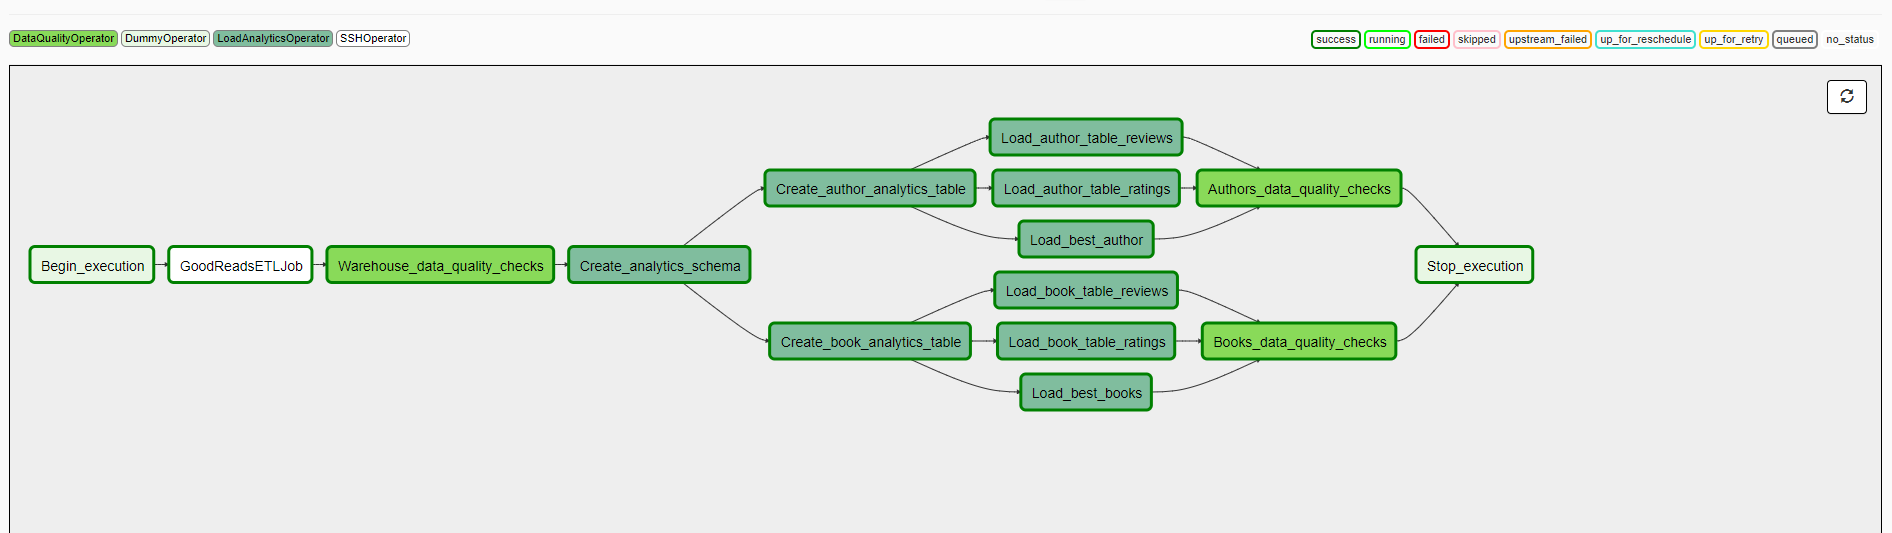 DataQualityOperator DummyOperator LoadAnalyticsOperator SSHOperator
success running failed skipped upstream_failed up_for_reschedule up_for_retry queued no_status
Begin_execution
GoodReadsETLJob
Warehouse_data_quality_checks
Create_analytics_schema
Create_author_analytics_table
Load_author_table_reviews
Load_author_table_ratings
Load_best_author
Authors_data_quality_checks
Create_book_analytics_table
Load_book_table_reviews
Load_book_table_ratings
Load_best_books
Books_data_quality_checks
Stop_execution